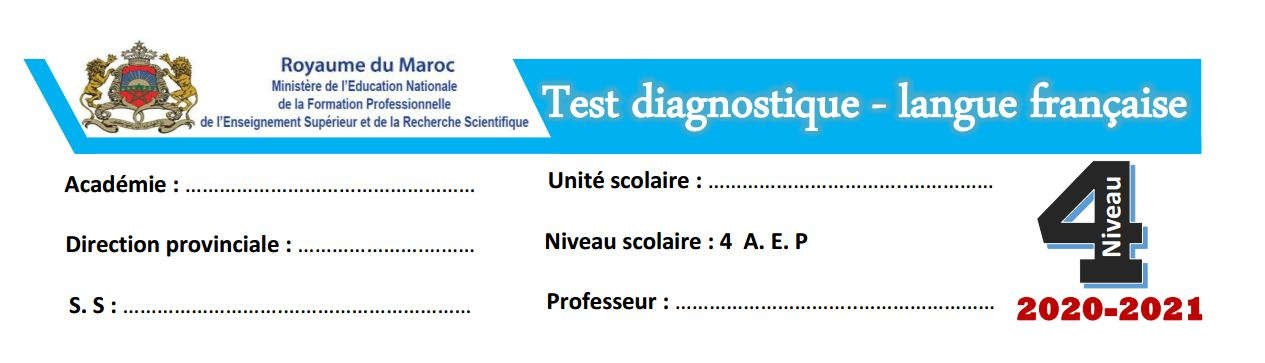 Royaume du Maroc
Ministère de l'Education Nationale
de la Formation Professionnelle
de l'Enseignement Supérieur et de la Recherche Scientifique
Test diagnostique - langue française
Académie : ……………………………………………
Unité scolaire : ……………………………………………
Direction provinciale : …………………………
Niveau scolaire : 4 A. E. P
4
Niveau
S. S : ……………………………………………………
Professeur : …………………………………………………
2020-2021